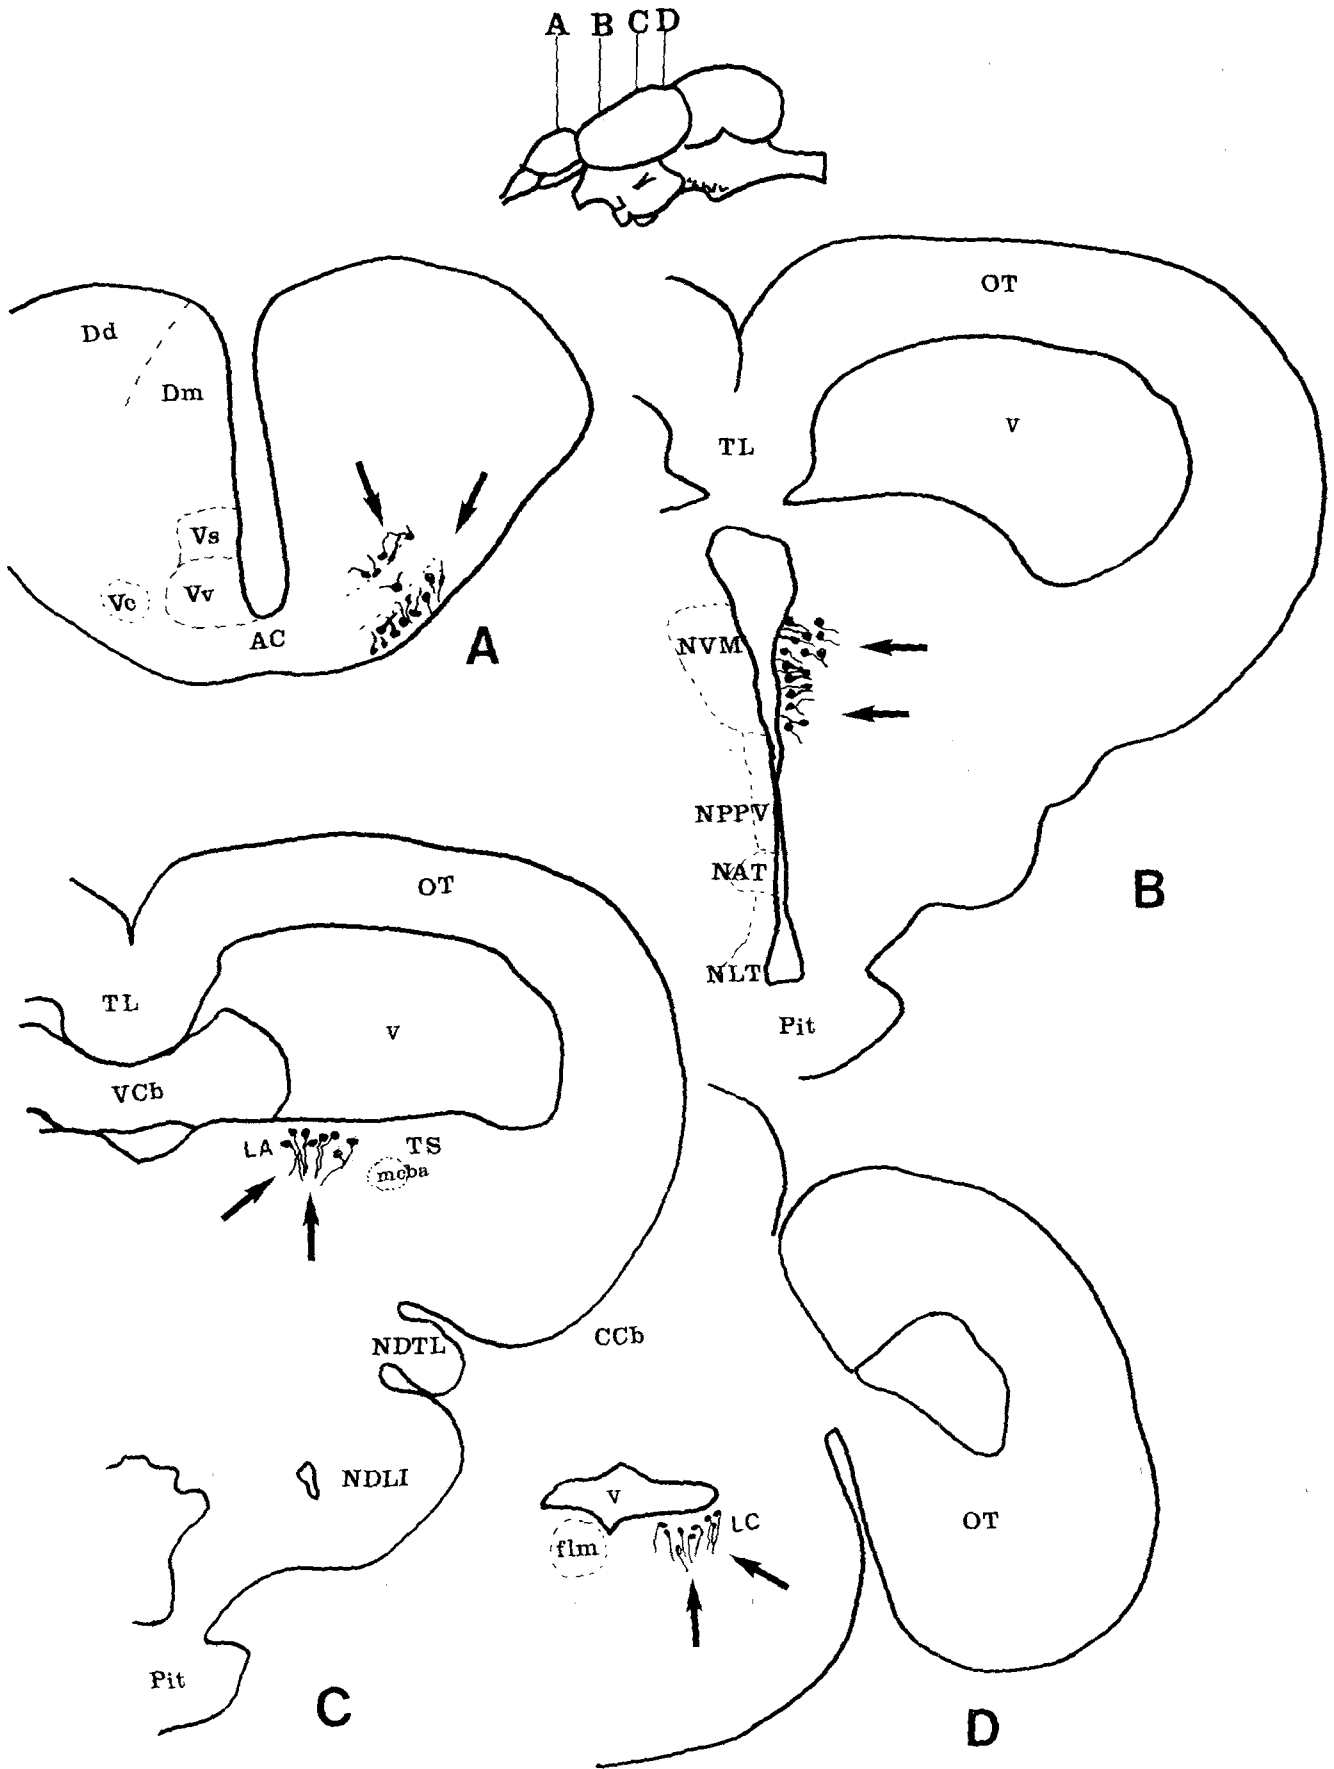 A B C D
Dd
Dm
Vs
Vc
Vv
AC
A
OT
TL
V
NVM
NPPV
NAT
NLT
Pit
B
OT
TL
V
VCb
LA
TS
mcba
CCb
NDTL
NDLI
Pit
C
V
LC
flm
OT
D